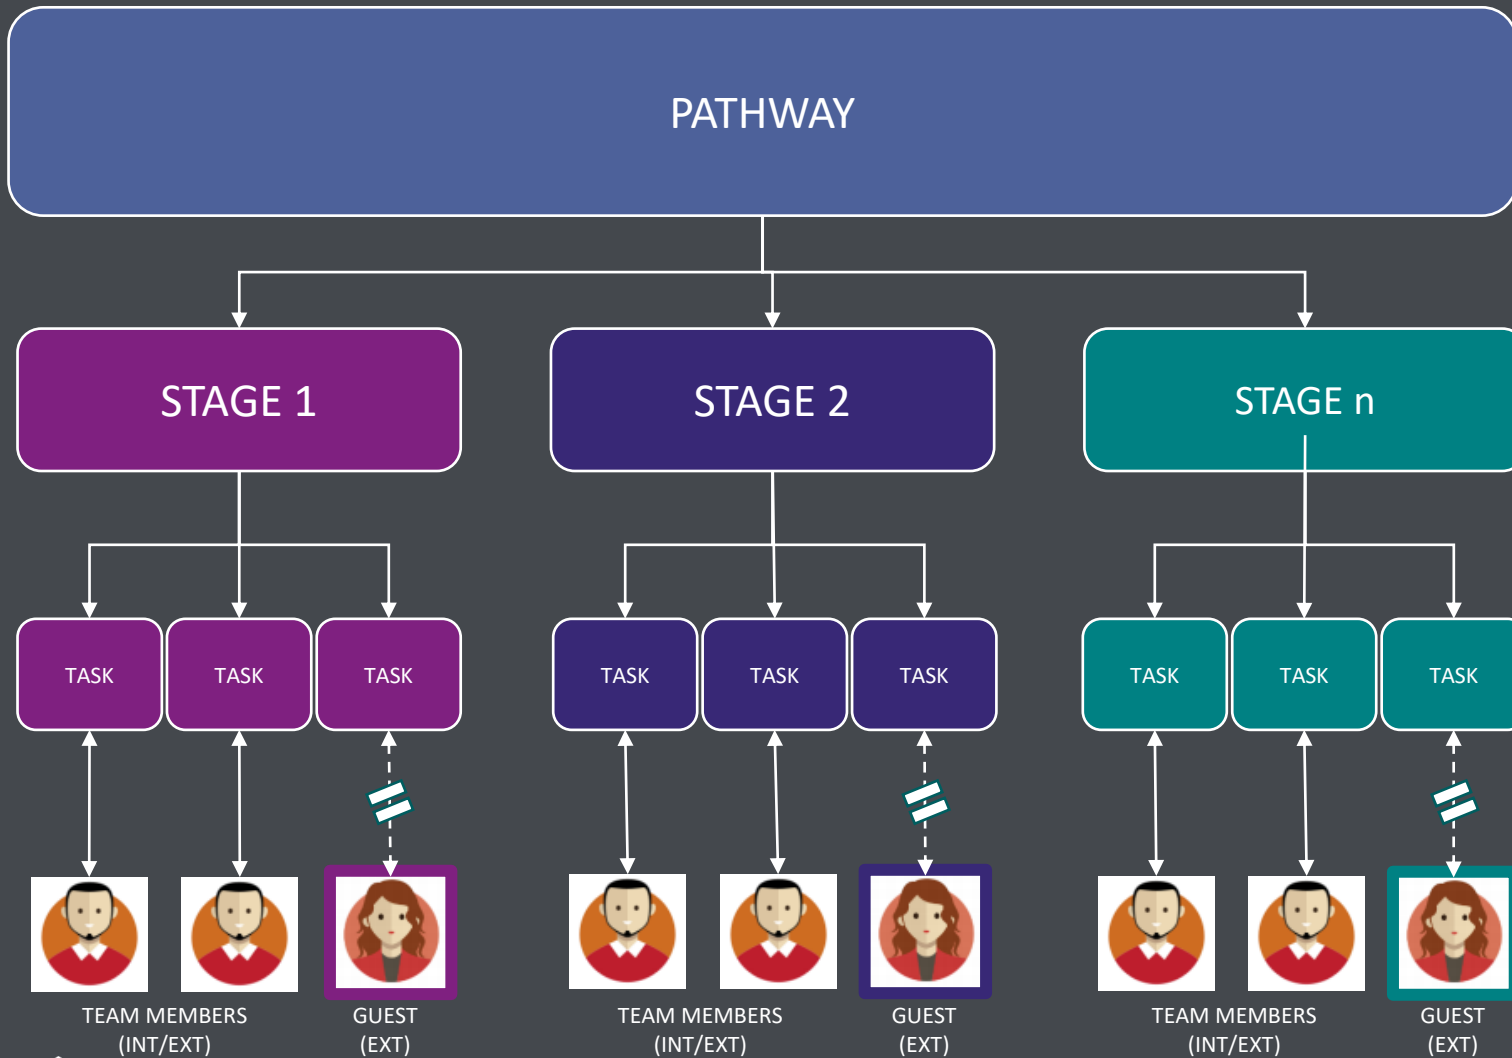 PATHWAY
STAGE 1
STAGE 2
STAGE n
TASK
TASK
TASK
TASK
TASK
TASK
TASK
TASK
TASK
TEAM MEMBERS
(INT/EXT)
GUEST
(EXT)
TEAM MEMBERS
(INT/EXT)
GUEST
(EXT)
TEAM MEMBERS
(INT/EXT)
GUEST
(EXT)